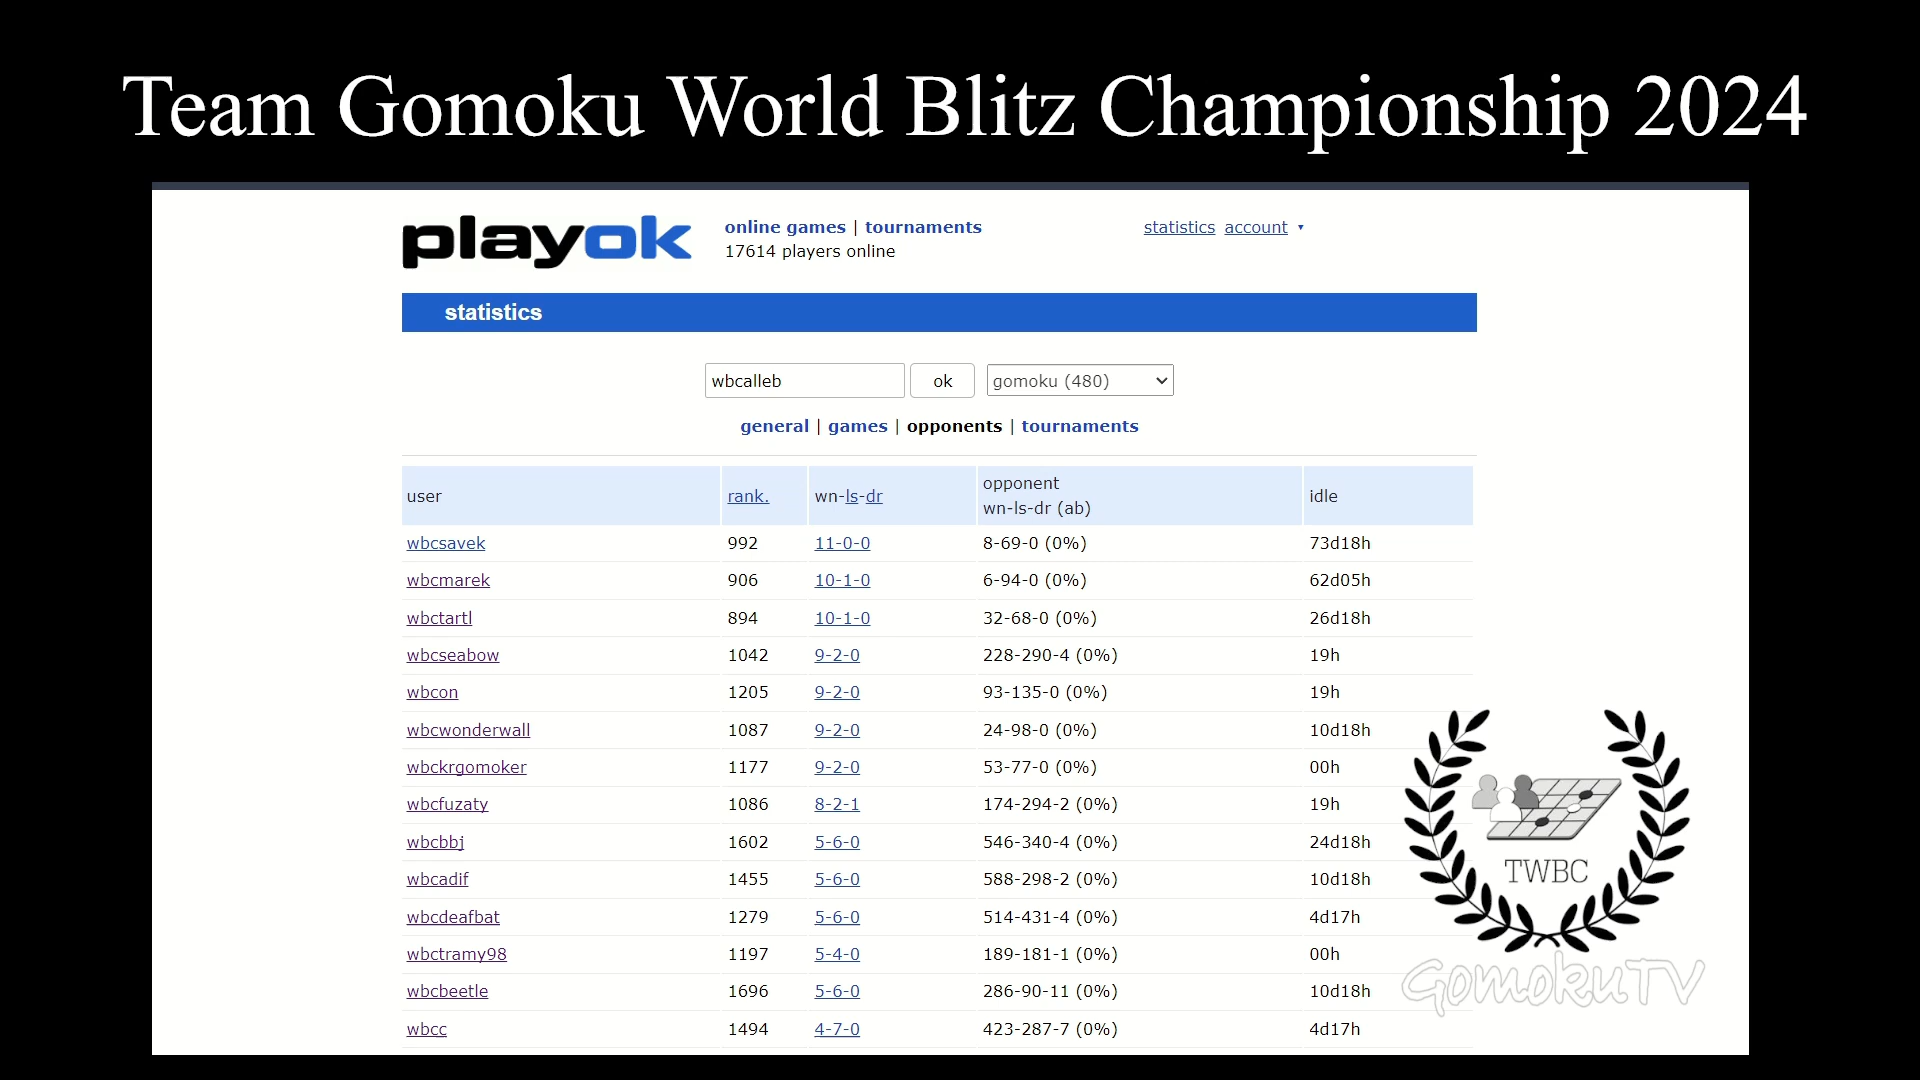 Team Gomoku World Blitz Championship 2024
playok
online games | tournaments
17614 players online
statistics account ▾
statistics
wbcalleb ok gomoku (480)
general | games | opponents | tournaments
user rank. wn-ls-dr opponent wn-ls-dr (ab) idle
wbcsavek 992 11-0-0 8-69-0 (0%) 73d18h
wbcmarek 906 10-1-0 6-94-0 (0%) 62d05h
wbctartl 894 10-1-0 32-68-0 (0%) 26d18h
wbcseabow 1042 9-2-0 228-290-4 (0%) 19h
wbcon 1205 9-2-0 93-135-0 (0%) 19h
wbcwonderwall 1087 9-2-0 24-98-0 (0%) 10d18h
wbckrgomoker 1177 9-2-0 53-77-0 (0%) 00h
wbcfuzaty 1086 8-2-1 174-294-2 (0%) 19h
wbcbbj 1602 5-6-0 546-340-4 (0%) 24d18h
wbcadif 1455 5-6-0 588-298-2 (0%) 10d18h
wbcdeafbat 1279 5-6-0 514-431-4 (0%) 4d17h
wbctramy98 1197 5-4-0 189-181-1 (0%) 00h
wbcbeetle 1696 5-6-0 286-90-11 (0%) 10d18h
wbcc 1494 4-7-0 423-287-7 (0%) 4d17h
TWBC
GomokuTV